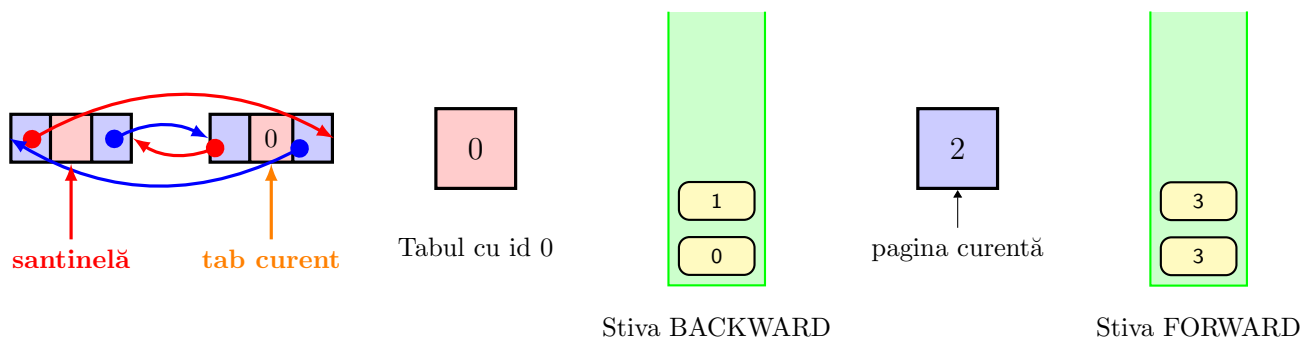 0
0
1
0
2
3
3
santinelă
tab curent
Tabul cu id 0
pagina curentă
Stiva BACKWARD
Stiva FORWARD